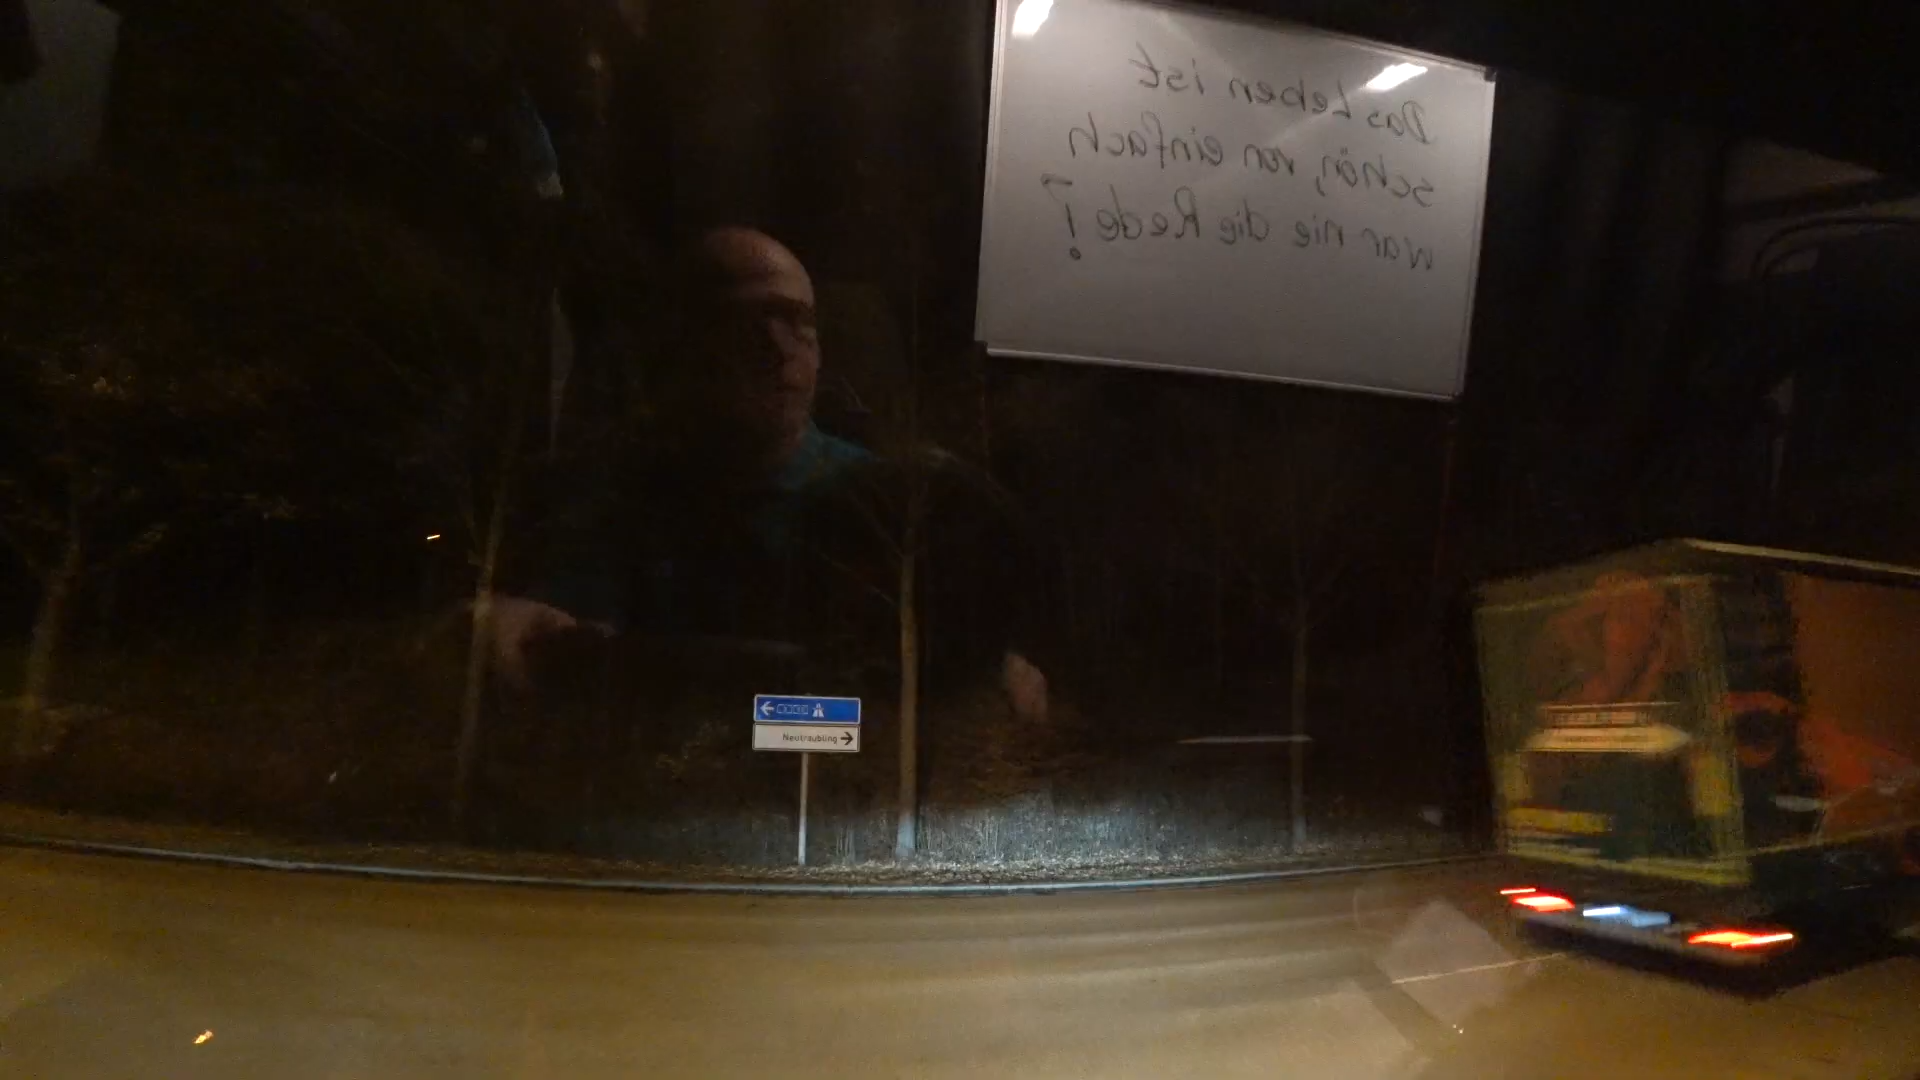 Das Leben ist
schön, von einfach
war nie die Rede!
Neutraubling